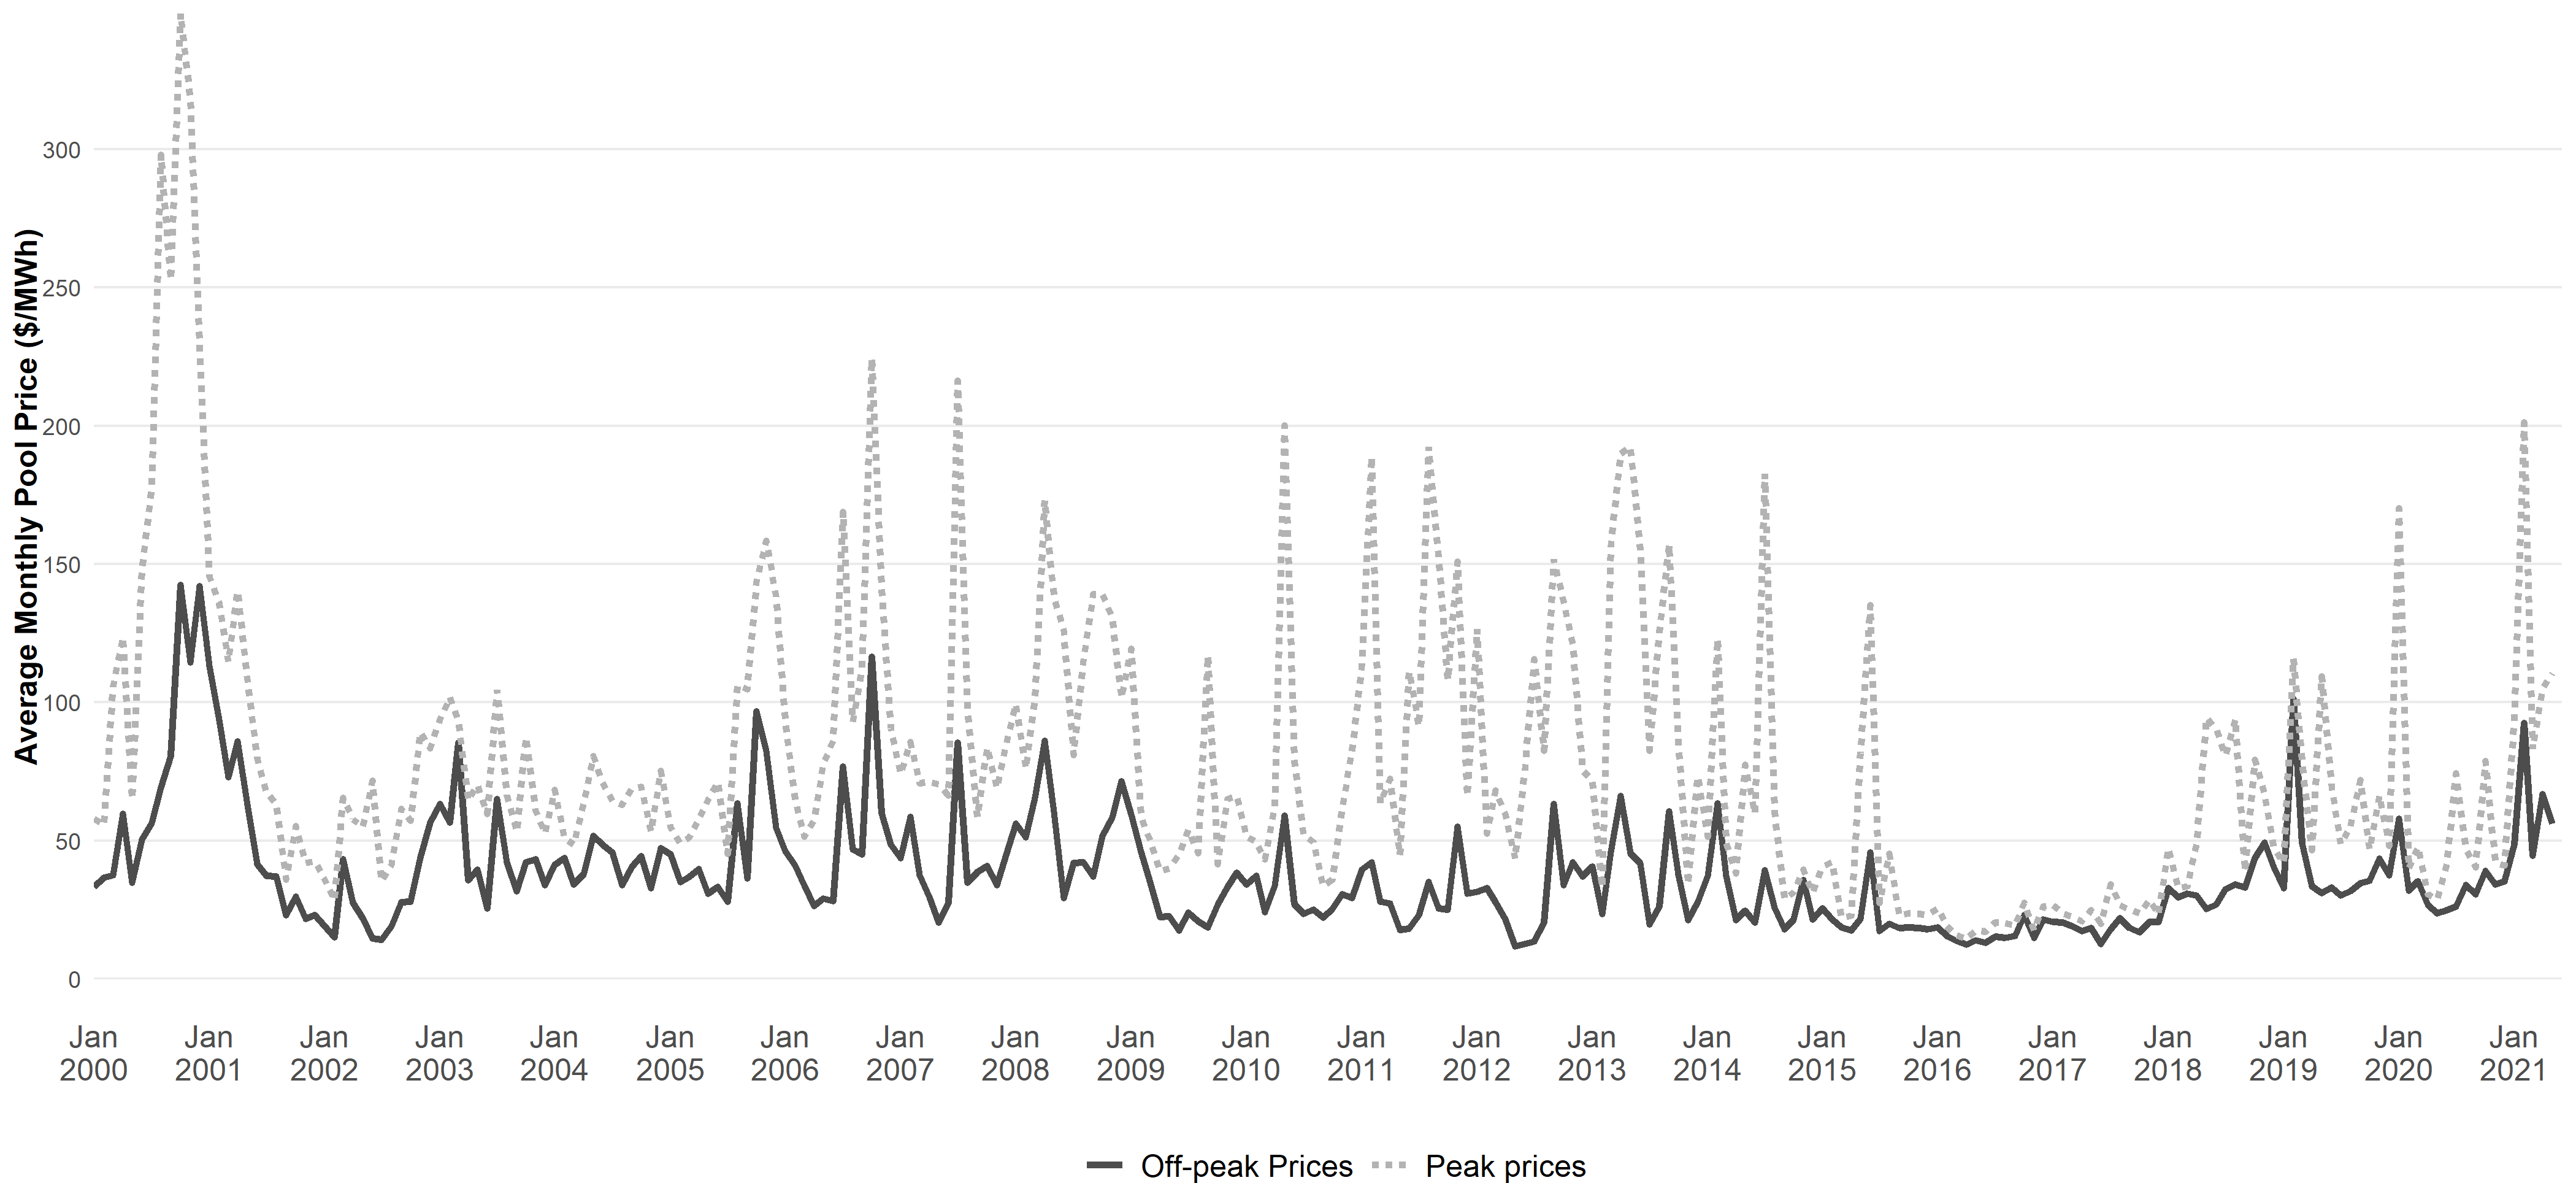 Average Monthly Pool Price ($/MWh)
300
250
200
150
100
50
0
Jan 2000
Jan 2001
Jan 2002
Jan 2003
Jan 2004
Jan 2005
Jan 2006
Jan 2007
Jan 2008
Jan 2009
Jan 2010
Jan 2011
Jan 2012
Jan 2013
Jan 2014
Jan 2015
Jan 2016
Jan 2017
Jan 2018
Jan 2019
Jan 2020
Jan 2021
Off-peak Prices
Peak prices